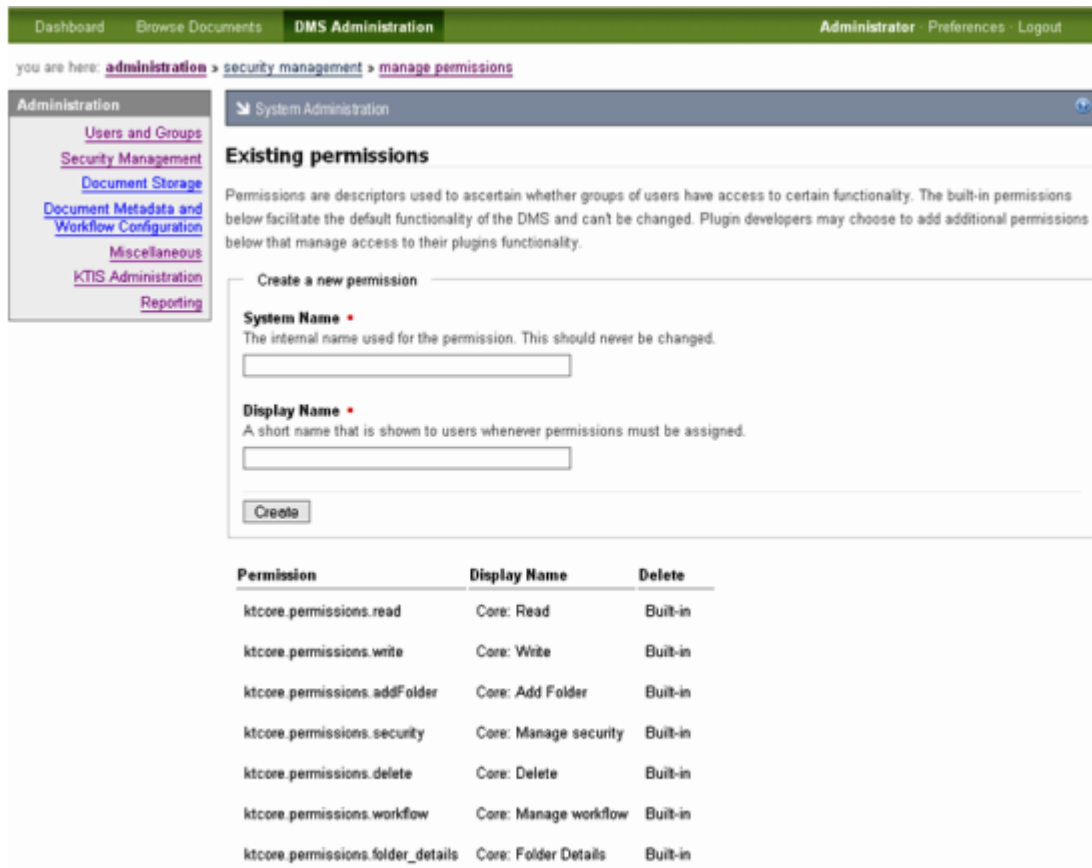 Dashboard Browse Documents DMS Administration Administrator · Preferences · Logout
you are here: administration » security management » manage permissions
Administration
Users and Groups
Security Management
Document Storage
Document Metadata and
Workflow Configuration
Miscellaneous
KTIS Administration
Reporting
System Administration
Existing permissions
Permissions are descriptors used to ascertain whether groups of users have access to certain functionality. The built-in permissions
below facilitate the default functionality of the DMS and can't be changed. Plugin developers may choose to add additional permissions
below that manage access to their plugins functionality.
Create a new permission
System Name
The internal name used for the permission. This should never be changed.
Display Name
A short name that is shown to users whenever permissions must be assigned.
Create
Permission Display Name Delete
ktcore.permissions.read Core: Read Built-in
ktcore.permissions.write Core: Write Built-in
ktcore.permissions.addFolder Core: Add Folder Built-in
ktcore.permissions.security Core: Manage security Built-in
ktcore.permissions.delete Core: Delete Built-in
ktcore.permissions.workflow Core: Manage workflow Built-in
ktcore.permissions.folder_details Core: Folder Details Built-in